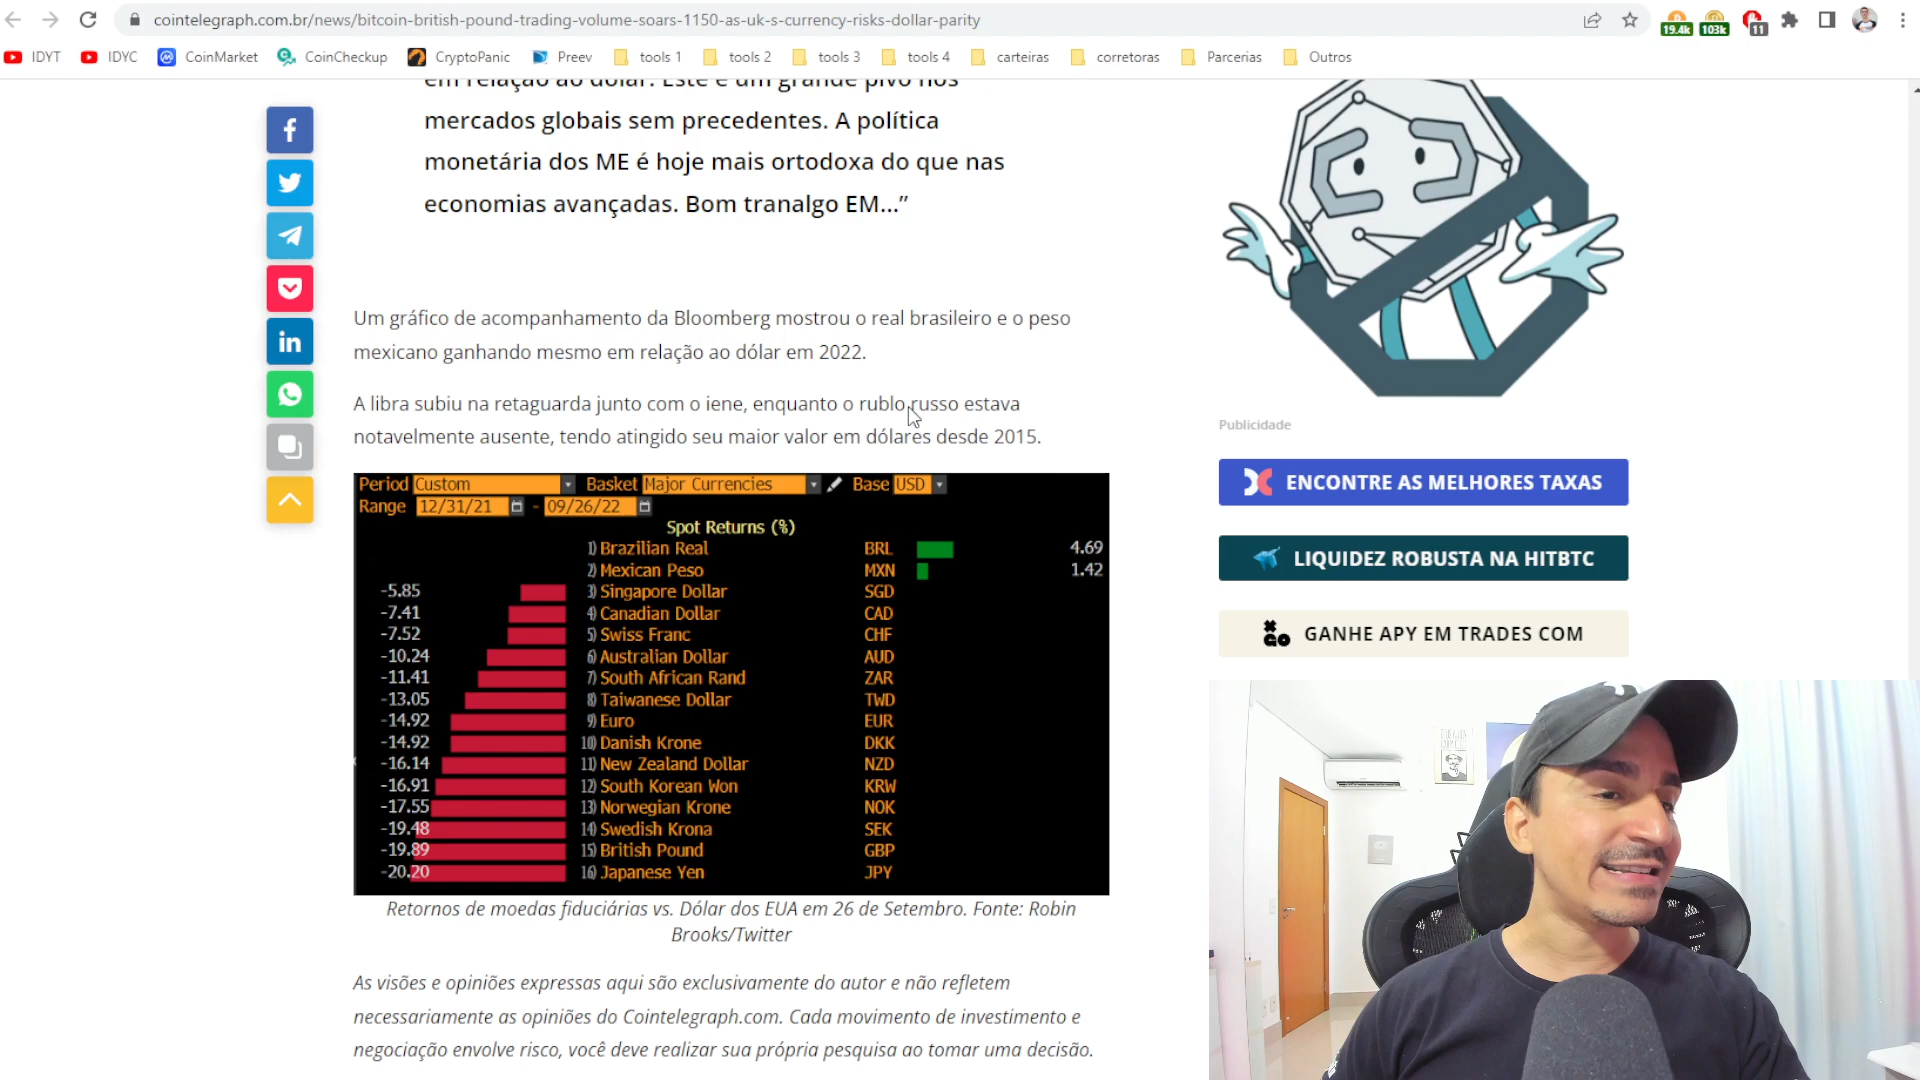 cointelegraph.com.br/news/bitcoin-british-pound-trading-volume-soars-1150-as-uk-s-currency-risks-dollar-parity
19.4k 103k 11
IDYT IDYC CoinMarket CoinCheckup CryptoPanic Preev tools 1 tools 2 tools 3 tools 4 carteiras corretoras Parcerias Outros
em relação ao dólar. Este é um grande pivô nos
mercados globais sem precedentes. A política
monetária dos ME é hoje mais ortodoxa do que nas
economias avançadas. Bom tranalgo EM...”
Um gráfico de acompanhamento da Bloomberg mostrou o real brasileiro e o peso
mexicano ganhando mesmo em relação ao dólar em 2022.
A libra subiu na retaguarda junto com o iene, enquanto o rublo russo estava
notavelmente ausente, tendo atingido seu maior valor em dólares desde 2015.
Period Custom Basket Major Currencies Base USD
Range 12/31/21 - 09/26/22
Spot Returns (%)
1) Brazilian Real BRL 4.69
2) Mexican Peso MXN 1.42
-5.85 3) Singapore Dollar SGD
-7.41 4) Canadian Dollar CAD
-7.52 5) Swiss Franc CHF
-10.24 6) Australian Dollar AUD
-11.41 7) South African Rand ZAR
-13.05 8) Taiwanese Dollar TWD
-14.92 9) Euro EUR
-14.92 10) Danish Krone DKK
-16.14 11) New Zealand Dollar NZD
-16.91 12) South Korean Won KRW
-17.55 13) Norwegian Krone NOK
-19.48 14) Swedish Krona SEK
-19.89 15) British Pound GBP
-20.20 16) Japanese Yen JPY
Retornos de moedas fiduciárias vs. Dólar dos EUA em 26 de Setembro. Fonte: Robin
Brooks/Twitter
As visões e opiniões expressas aqui são exclusivamente do autor e não refletem
necessariamente as opiniões do Cointelegraph.com. Cada movimento de investimento e
negociação envolve risco, você deve realizar sua própria pesquisa ao tomar uma decisão.
Publicidade
ENCONTRE AS MELHORES TAXAS
LIQUIDEZ ROBUSTA NA HITBTC
GANHE APY EM TRADES COM